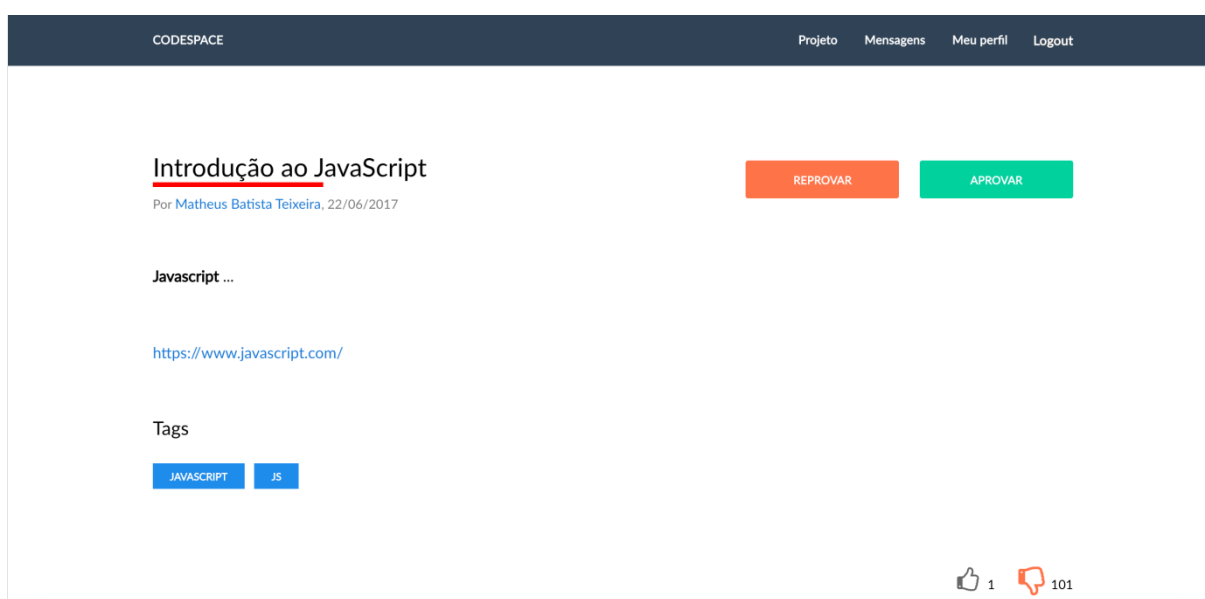 CODESPACE Projeto Mensagens Meu perfil Logout
Introdução ao JavaScript
REPROVAR APROVAR
Por Matheus Batista Teixeira, 22/06/2017
Javascript ...
https://www.javascript.com/
Tags
JAVASCRIPT JS
1 101